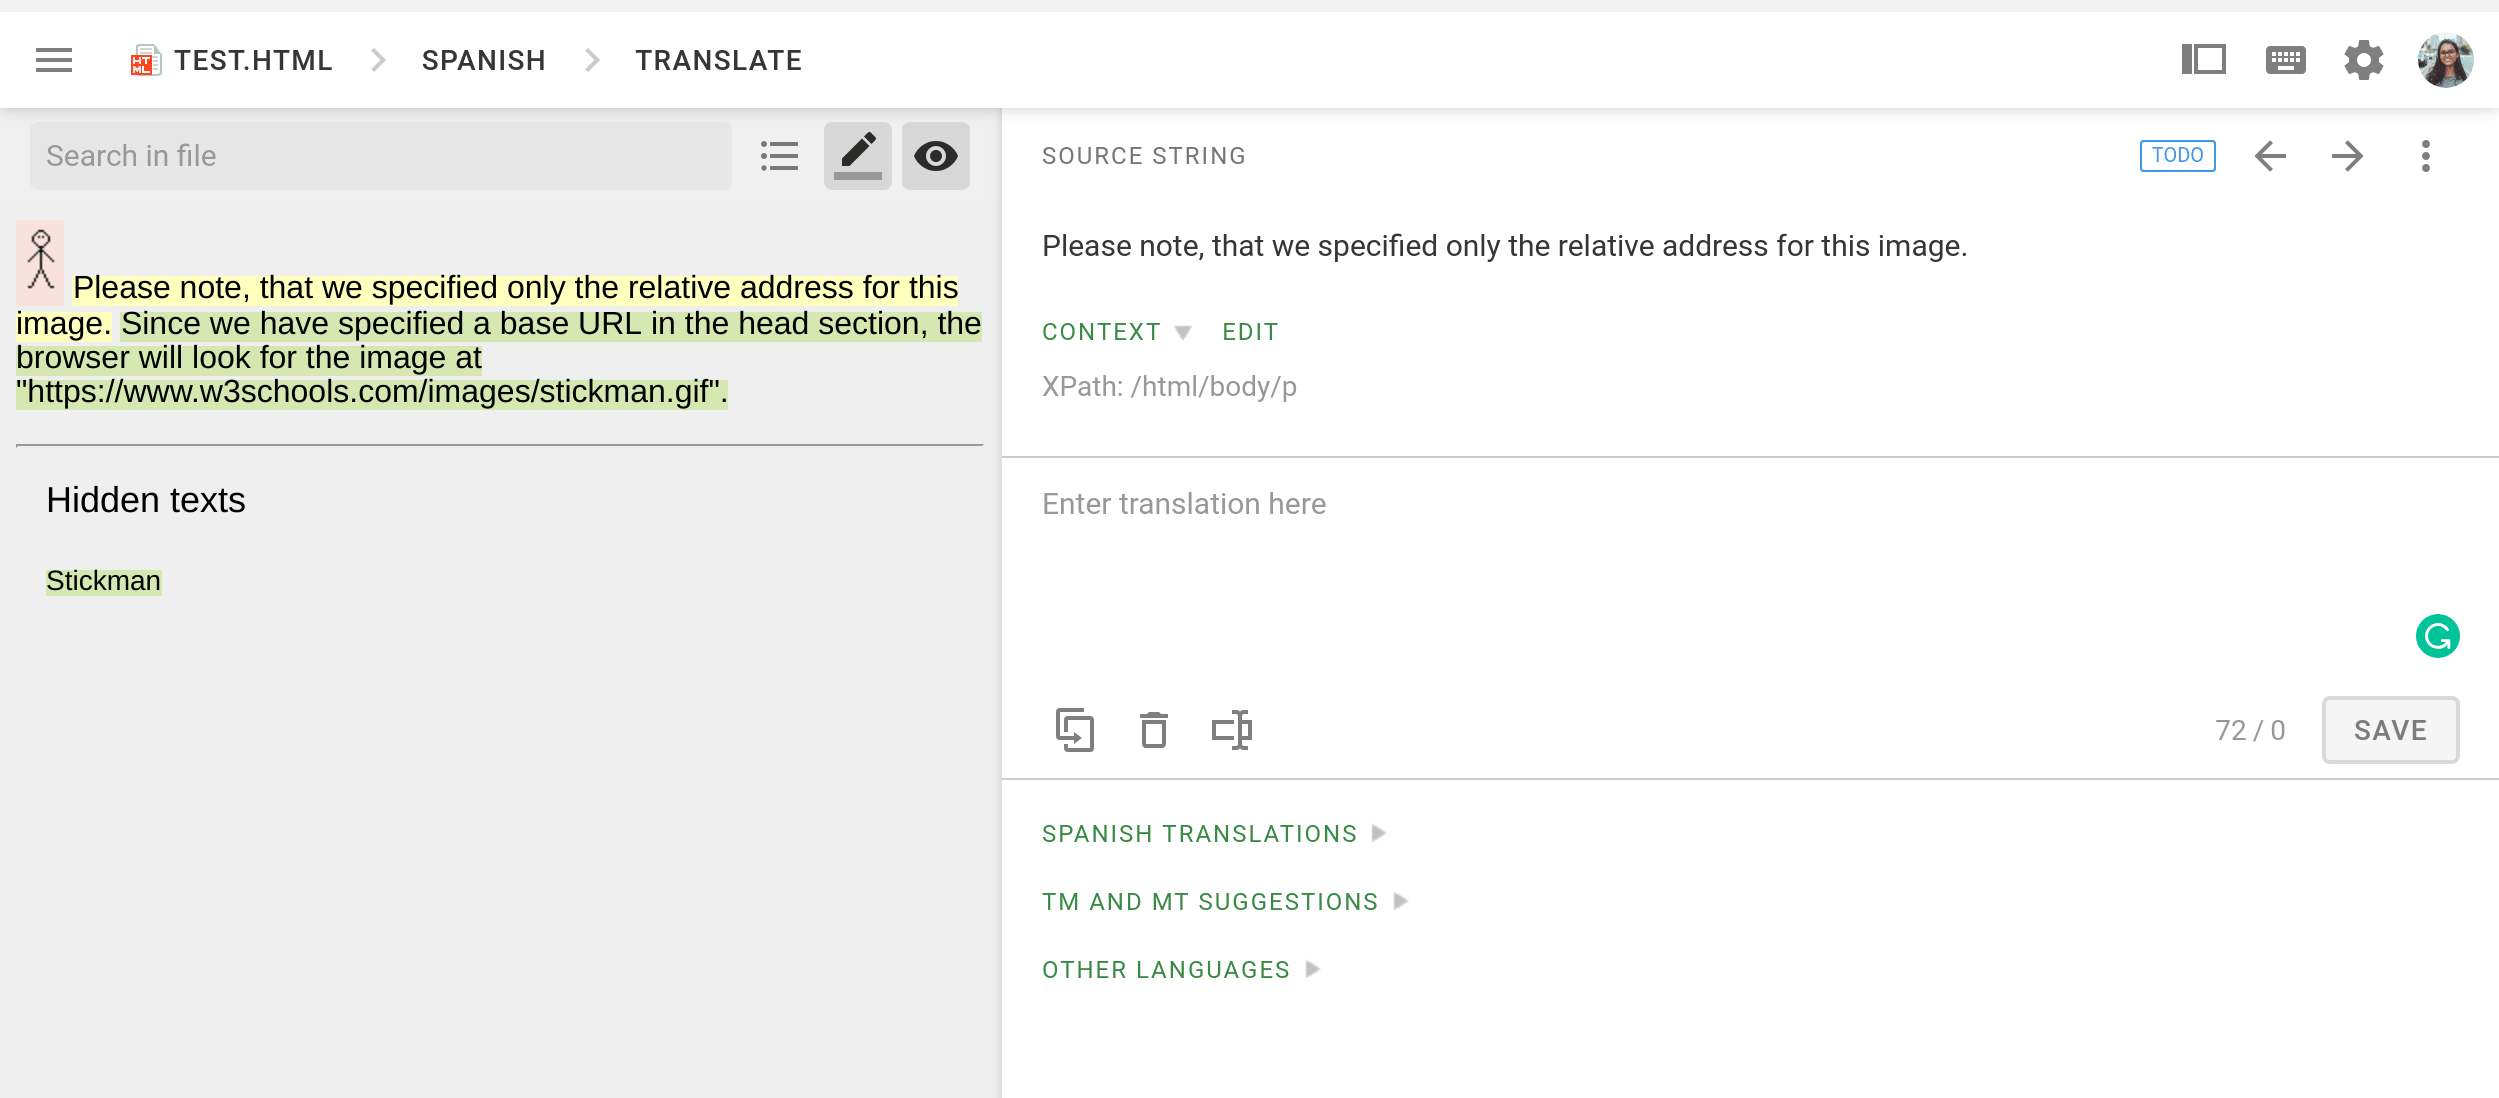 TEST.HTML
SPANISH
TRANSLATE
Search in file
Please note, that we specified only the relative address for this
image. Since we have specified a base URL in the head section, the
browser will look for the image at
"https://www.w3schools.com/images/stickman.gif".
Hidden texts
Stickman
SOURCE STRING
TODO
Please note, that we specified only the relative address for this image.
CONTEXT
EDIT
XPath: /html/body/p
Enter translation here
72 / 0
SAVE
SPANISH TRANSLATIONS
TM AND MT SUGGESTIONS
OTHER LANGUAGES